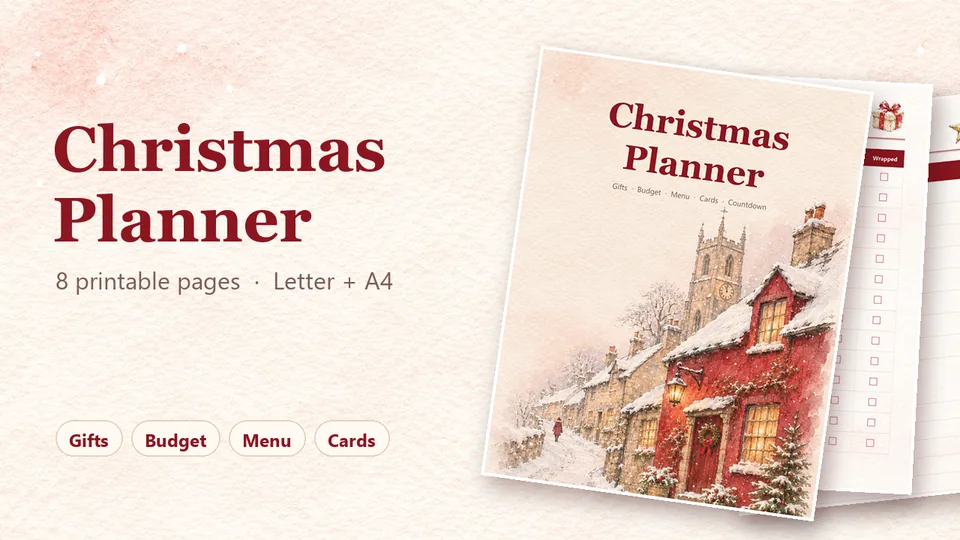 Christmas
Planner
8 printable pages · Letter + A4
Gifts
Budget
Menu
Cards
Christmas
Planner
Gifts · Budget · Menu · Cards · Countdown
Wrapped